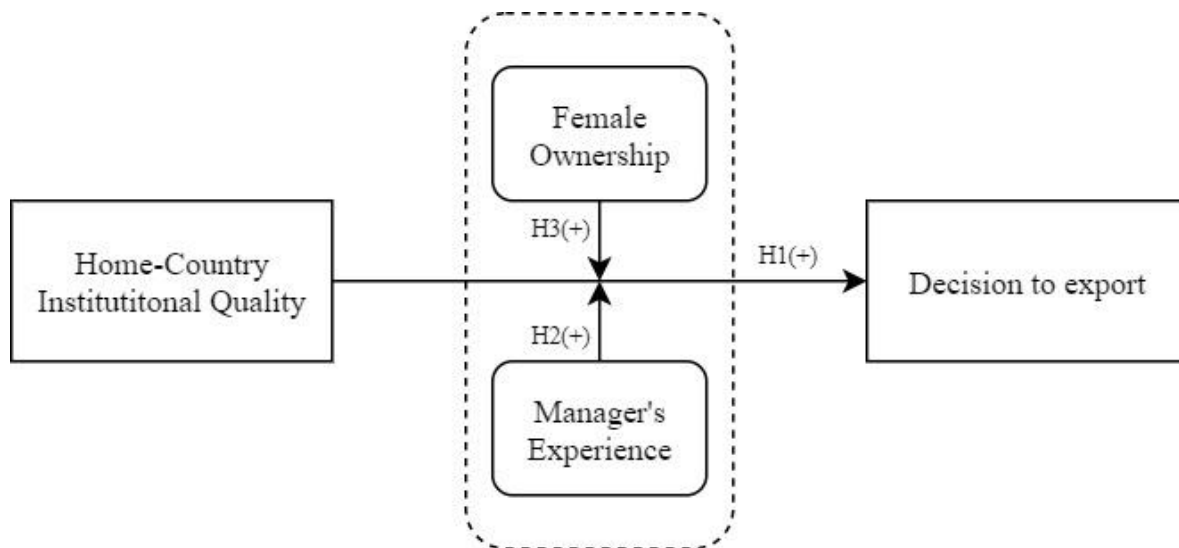 Female
Ownership
H3(+)
H1(+)
Home-Country
Institutitonal Quality
Decision to export
H2(+)
Manager's
Experience